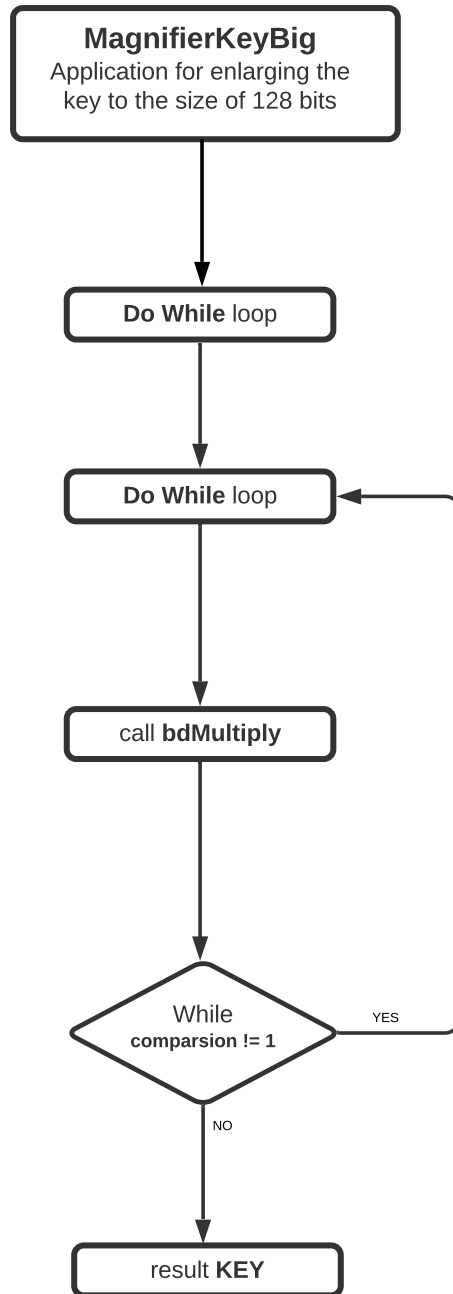 MagnifierKeyBig
Application for enlarging the
key to the size of 128 bits
Do While loop
Do While loop
call bdMultiply
While
comparsion != 1
YES
NO
result KEY